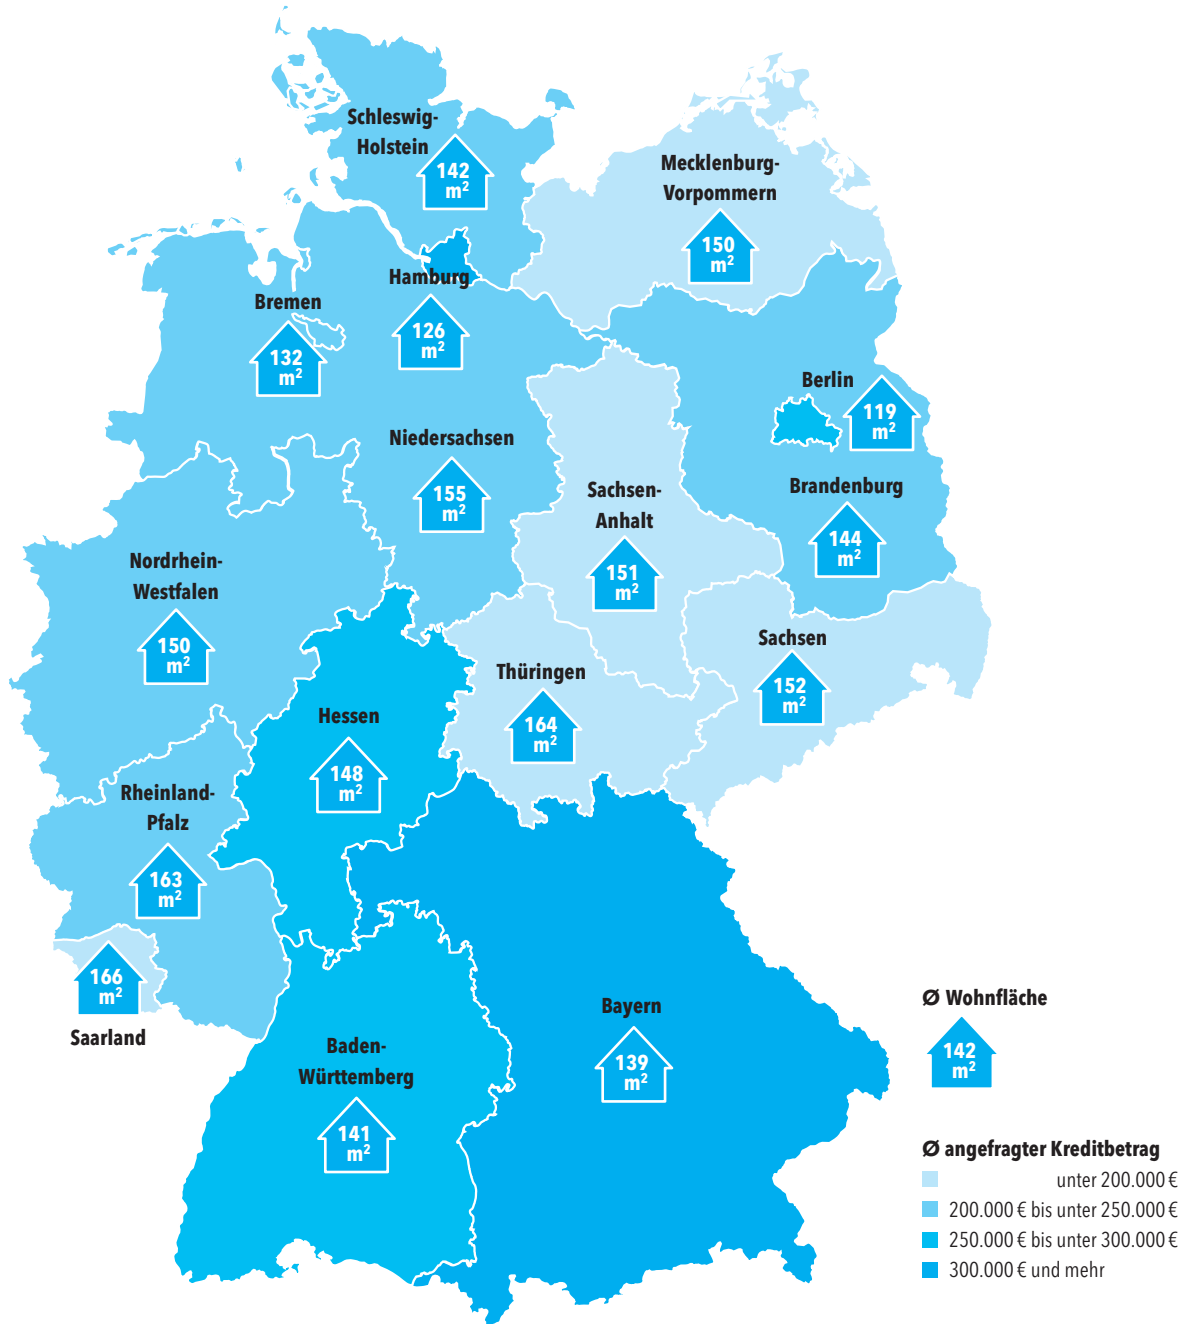 Schleswig-
Holstein
142
m²
Mecklenburg-
Vorpommern
150
m²
Hamburg
126
m²
Bremen
132
m²
Berlin
119
m²
Niedersachsen
155
m²
Brandenburg
144
m²
Sachsen-
Anhalt
151
m²
Nordrhein-
Westfalen
150
m²
Sachsen
152
m²
Thüringen
164
m²
Hessen
148
m²
Rheinland-
Pfalz
163
m²
166
m²
Saarland
Bayern
139
m²
Baden-
Württemberg
141
m²
Ø Wohnfläche
142
m²
Ø angefragter Kreditbetrag
unter 200.000 €
200.000 € bis unter 250.000 €
250.000 € bis unter 300.000 €
300.000 € und mehr